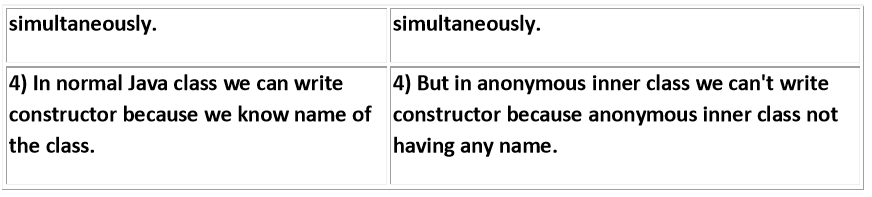 simultaneously.
simultaneously.
4) In normal Java class we can write
constructor because we know name of
the class.
4) But in anonymous inner class we can't write
constructor because anonymous inner class not
having any name.